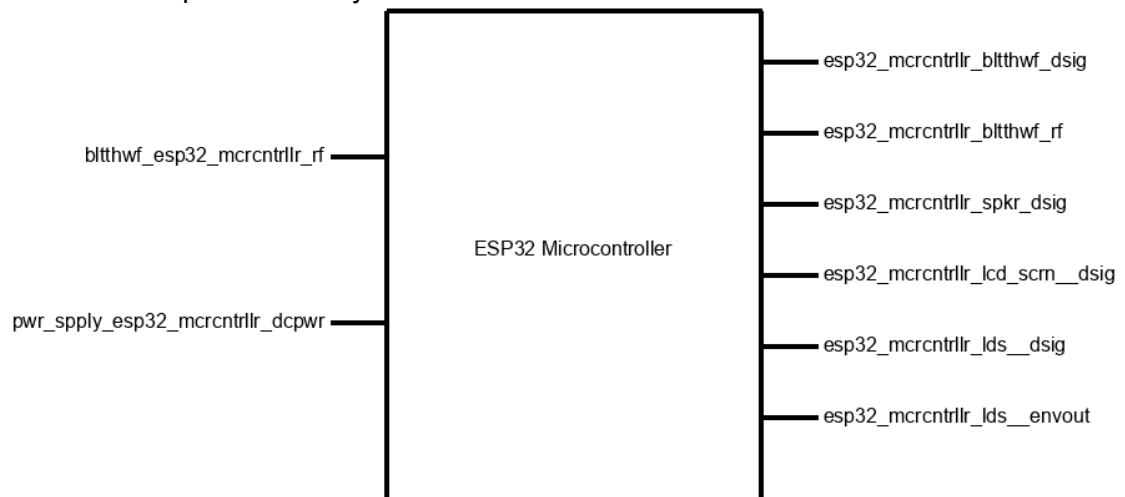 esp32_mcrcntrllr_bltthwf_dsig
esp32_mcrcntrllr_bltthwf_rf
bltthwf_esp32_mcrcntrllr_rf
esp32_mcrcntrllr_spkr_dsig
ESP32 Microcontroller
esp32_mcrcntrllr_lcd_scrn__dsig
pwr_spply_esp32_mcrcntrllr_dcpwr
esp32_mcrcntrllr_lds__dsig
esp32_mcrcntrllr_lds__envout